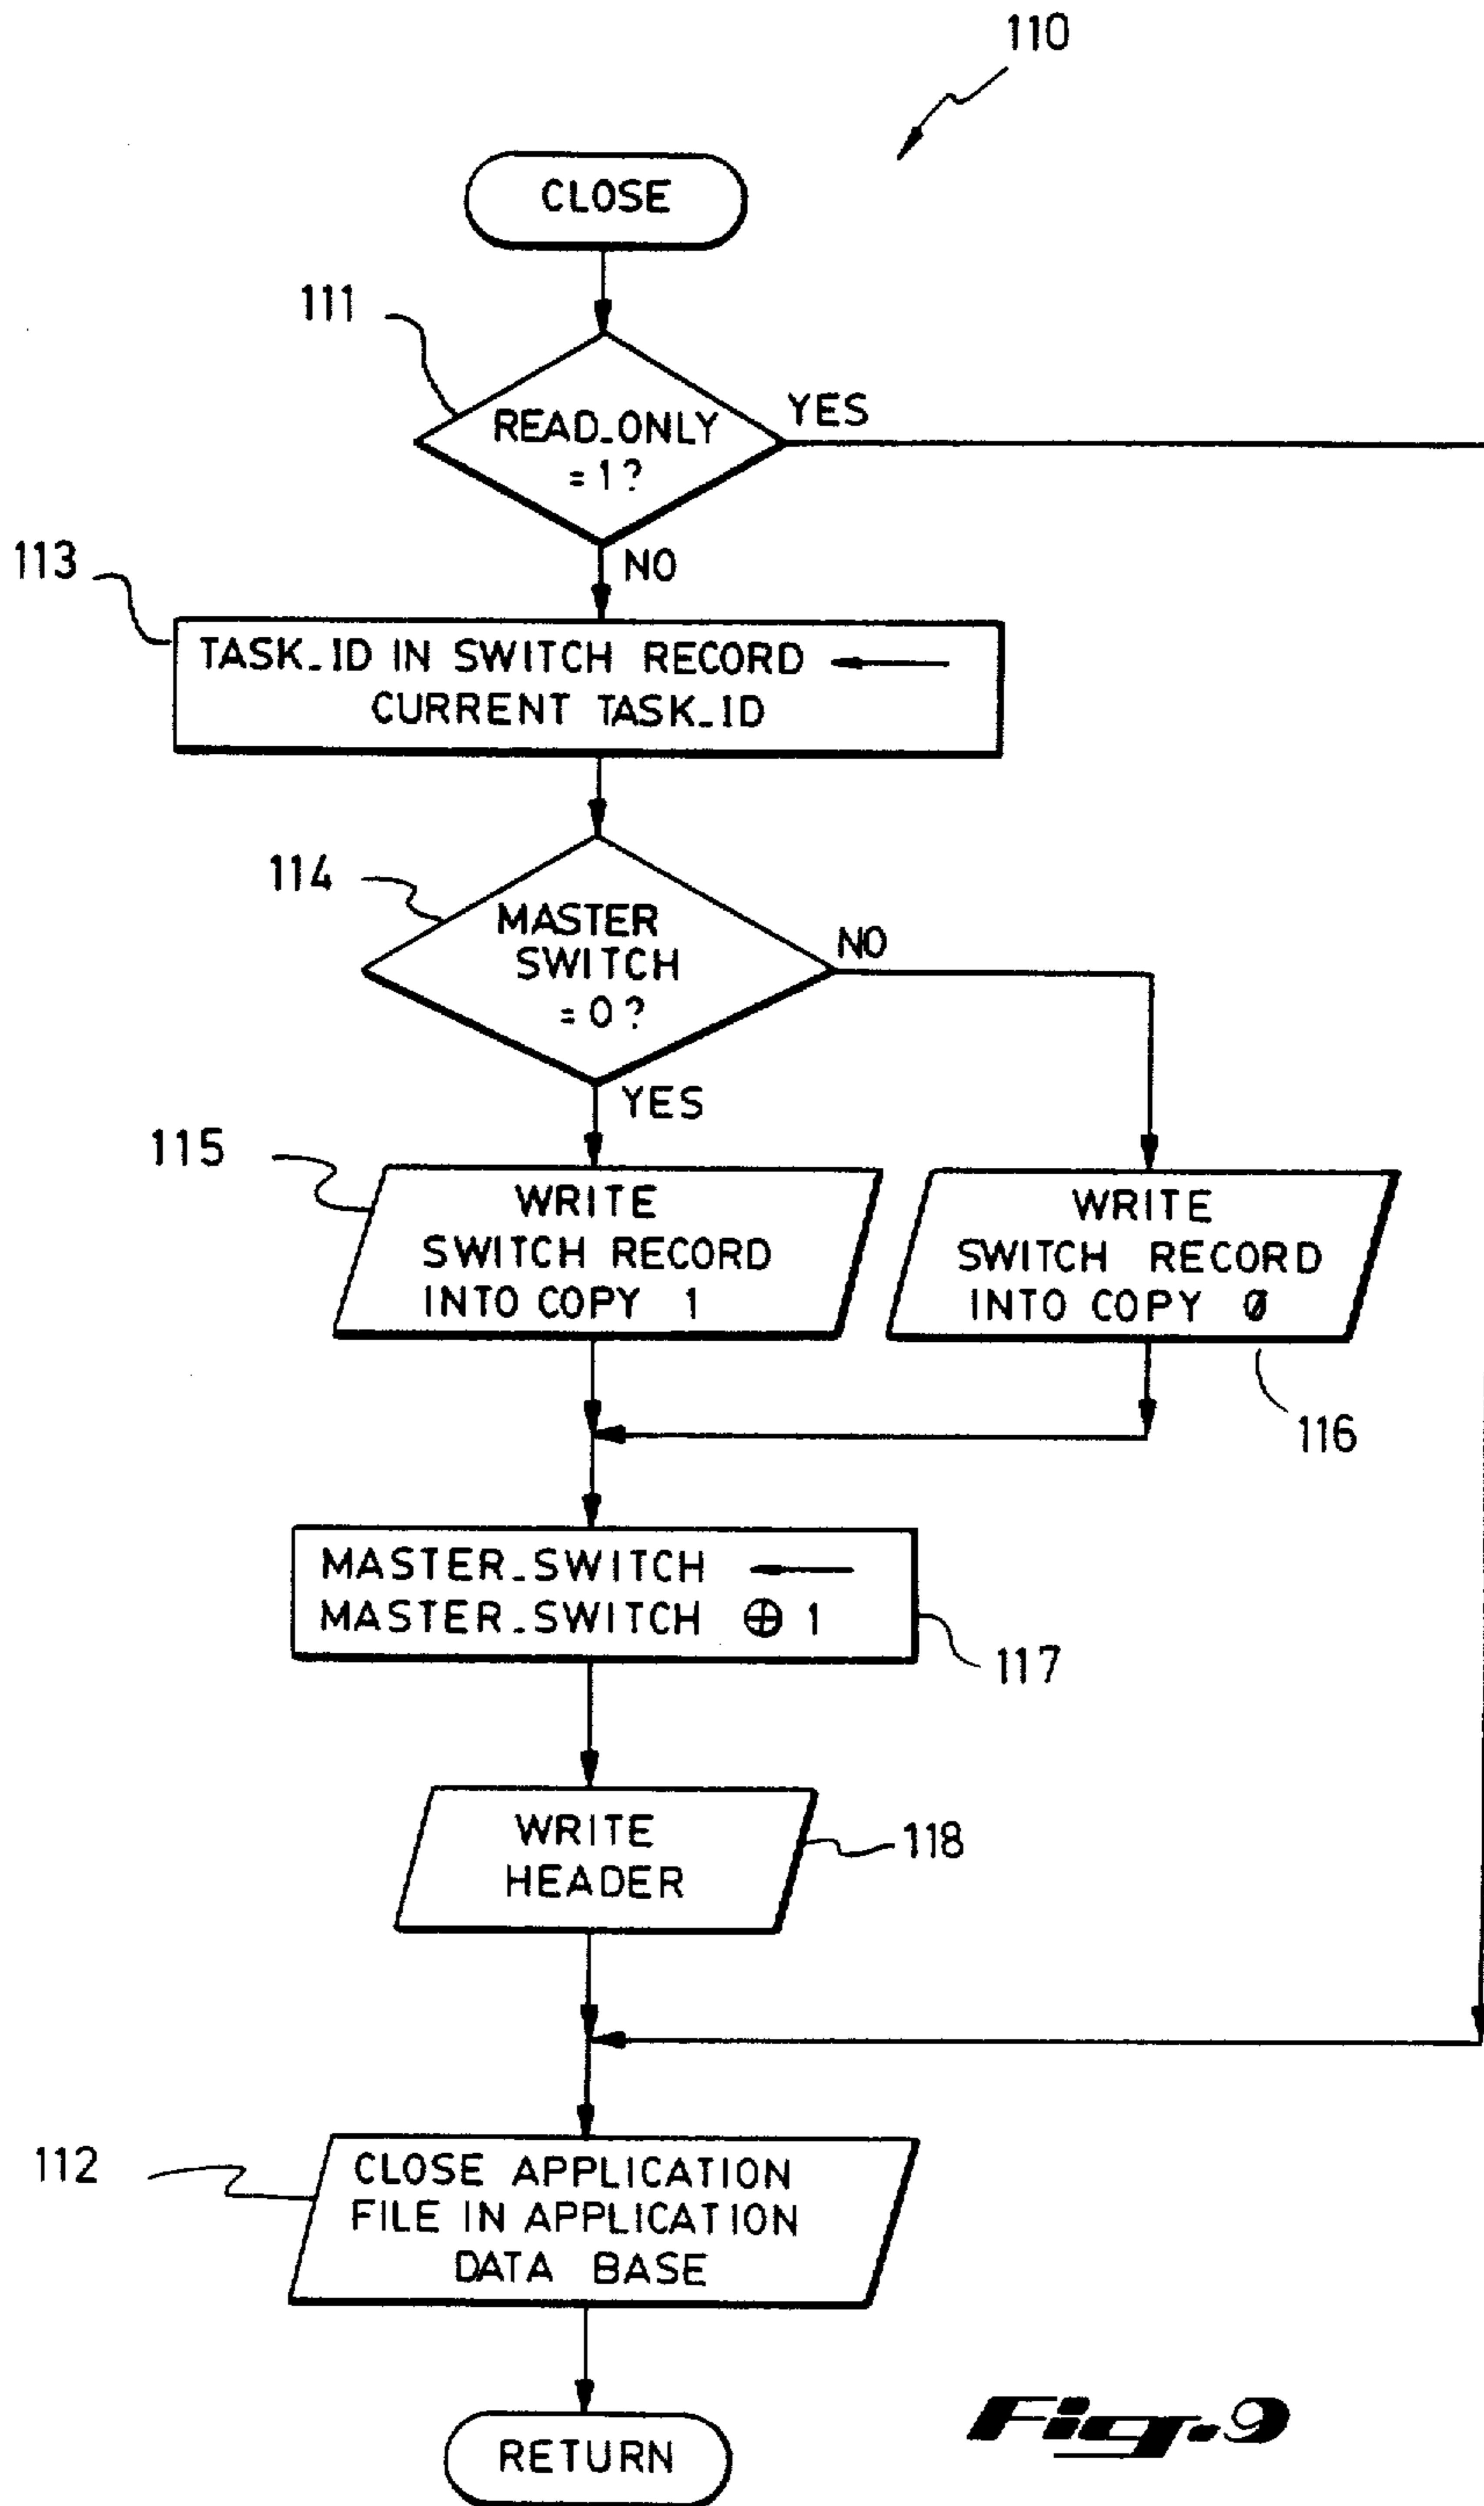 110
CLOSE
111
READ_ONLY
=1?
YES
NO
113
TASK_ID IN SWITCH RECORD ←
CURRENT TASK_ID
114
MASTER
SWITCH
=0?
NO
YES
115
WRITE
SWITCH RECORD
INTO COPY 1
WRITE
SWITCH RECORD
INTO COPY 0
116
MASTER_SWITCH ←
MASTER_SWITCH ⊕ 1
117
WRITE
HEADER
118
112
CLOSE APPLICATION
FILE IN APPLICATION
DATA BASE
RETURN
Fig. 9